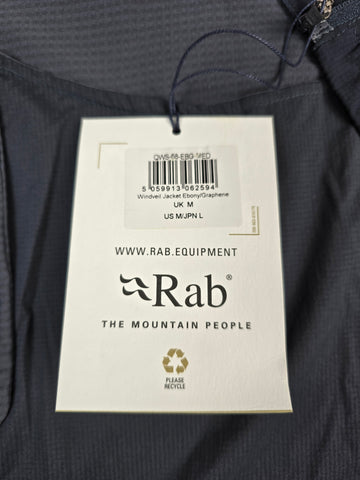 QWS-68-EBG-MED
5 059913 062594
Windveil Jacket Ebony/Graphene
UK M
US M/JPN L
WWW.RAB.EQUIPMENT
Rab®
THE MOUNTAIN PEOPLE
PLEASE
RECYCLE